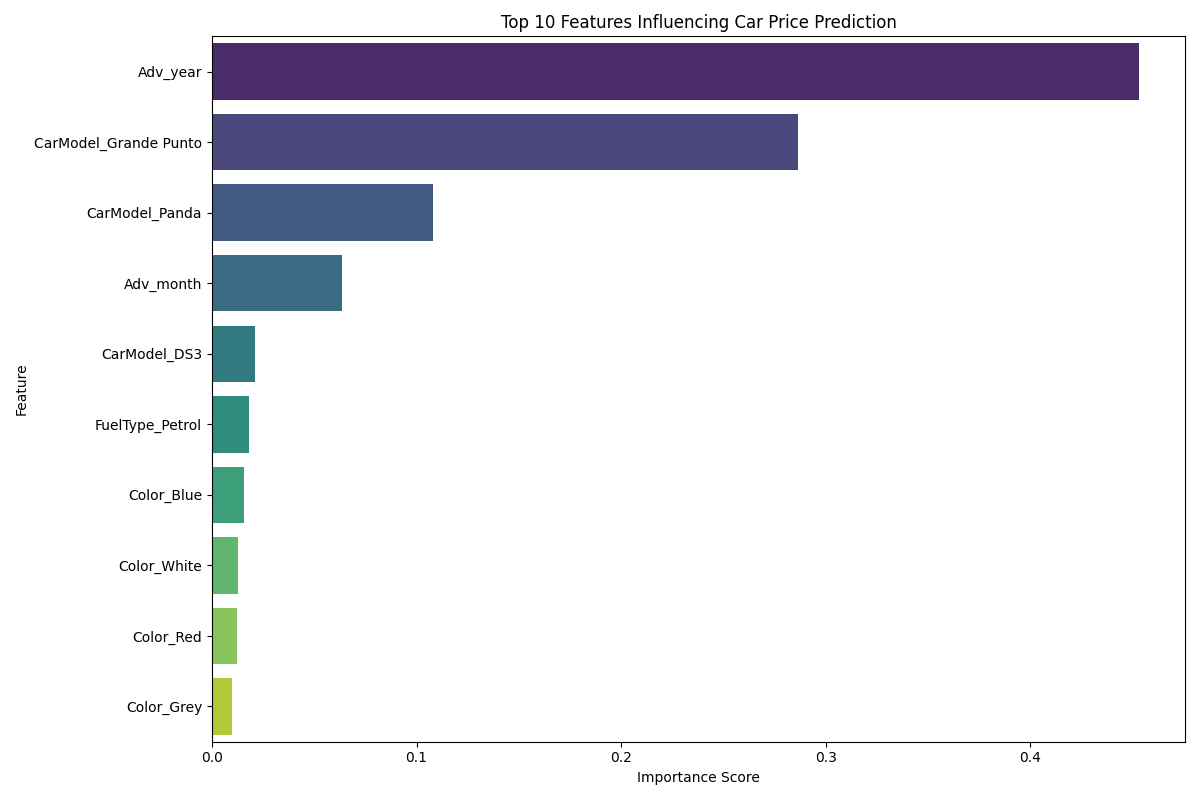 Top 10 Features Influencing Car Price Prediction
Adv_year
CarModel_Grande Punto
CarModel_Panda
Adv_month
CarModel_DS3
FuelType_Petrol
Color_Blue
Color_White
Color_Red
Color_Grey
Feature
0.0 0.1 0.2 0.3 0.4
Importance Score